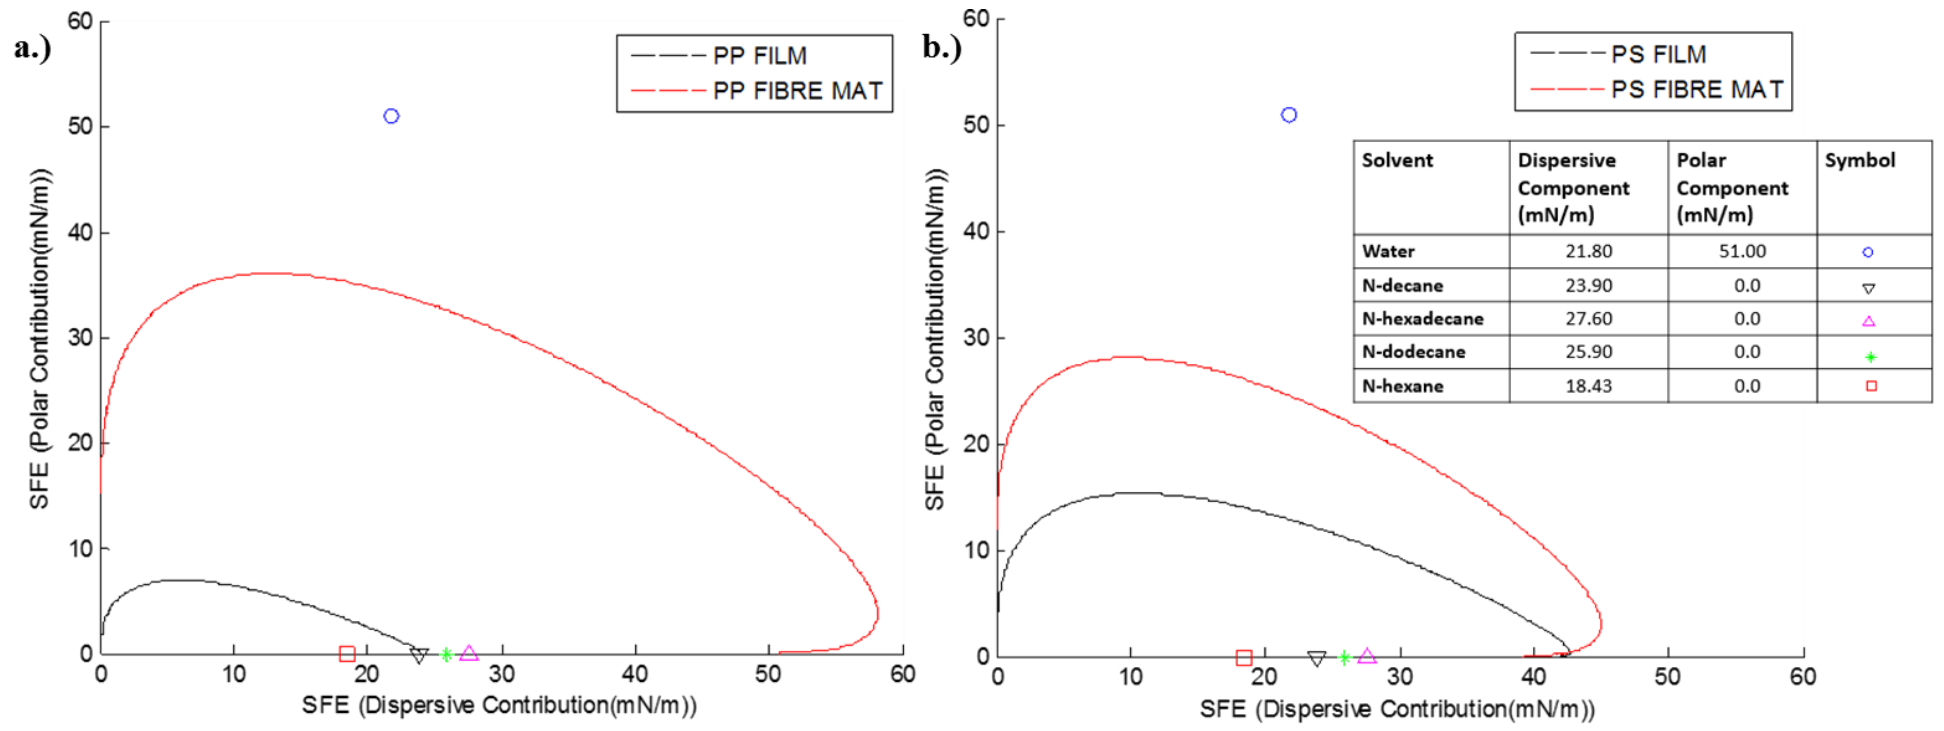 a.)
60
50
40
30
20
10
0
SFE (Polar Contribution(mN/m)
PP FILM
PP FIBRE MAT
0 10 20 30 40 50 60
SFE (Dispersive Contribution(mN/m))
b.)
60
50
40
30
20
10
0
SFE (Polar Contribution(mN/m)
PS FILM
PS FIBRE MAT
Solvent Dispersive Component (mN/m) Polar Component (mN/m) Symbol
Water 21.80 51.00
N-decane 23.90 0.0
N-hexadecane 27.60 0.0
N-dodecane 25.90 0.0
N-hexane 18.43 0.0
0 10 20 30 40 50 60
SFE (Dispersive Contribution(mN/m))